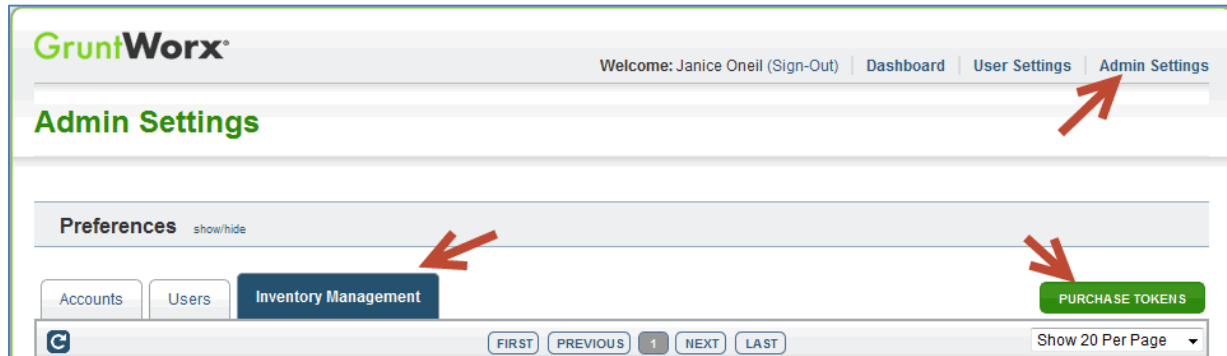 GruntWorx
Welcome: Janice Oneil (Sign-Out) | Dashboard | User Settings | Admin Settings
Admin Settings
Preferences show/hide
Accounts Users Inventory Management PURCHASE TOKENS
FIRST PREVIOUS 1 NEXT LAST Show 20 Per Page